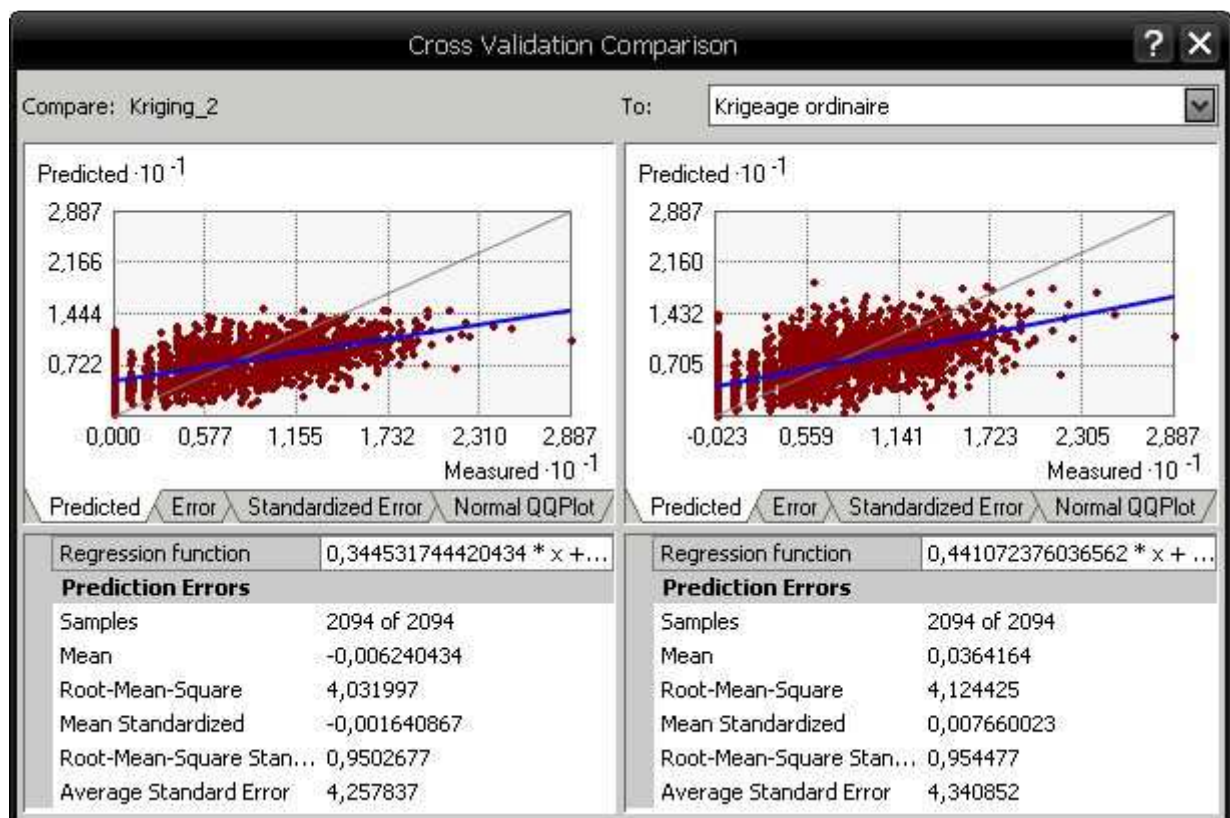 Cross Validation Comparison
Compare: Kriging_2
To: Krigeage ordinaire
Predicted ·10 -1
2,887
2,166
1,444
0,722
0,000 0,577 1,155 1,732 2,310 2,887
Measured ·10 -1
Predicted Error Standardized Error Normal QQPlot
Regression function 0,344531744420434 * x +...
Prediction Errors
Samples 2094 of 2094
Mean -0,006240434
Root-Mean-Square 4,031997
Mean Standardized -0,001640867
Root-Mean-Square Stan... 0,9502677
Average Standard Error 4,257837
Predicted ·10 -1
2,887
2,160
1,432
0,705
-0,023 0,559 1,141 1,723 2,305 2,887
Measured ·10 -1
Predicted Error Standardized Error Normal QQPlot
Regression function 0,441072376036562 * x + ...
Prediction Errors
Samples 2094 of 2094
Mean 0,0364164
Root-Mean-Square 4,124425
Mean Standardized 0,007660023
Root-Mean-Square Stan... 0,954477
Average Standard Error 4,340852